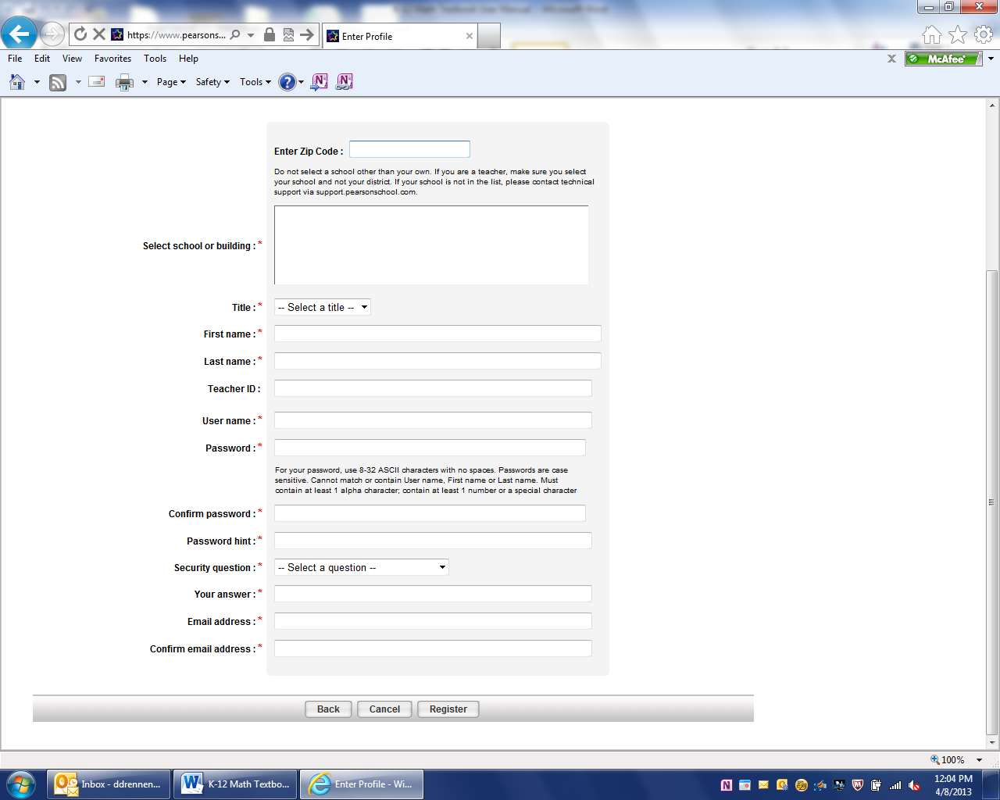 K-12 Math Textbook User Manual - Microsoft Word
https://www.pearsons...
Enter Profile
File Edit View Favorites Tools Help
X McAfee
Page Safety Tools
Enter Zip Code :
Do not select a school other than your own. If you are a teacher, make sure you select
your school and not your district. If your school is not in the list, please contact technical
support via support.pearsonschool.com.
Select school or building : *
Title : * -- Select a title --
First name : *
Last name : *
Teacher ID :
User name : *
Password : *
For your password, use 8-32 ASCII characters with no spaces. Passwords are case
sensitive. Cannot match or contain User name, First name or Last name. Must
contain at least 1 alpha character; contain at least 1 number or a special character
Confirm password : *
Password hint : *
Security question : * -- Select a question --
Your answer : *
Email address : *
Confirm email address : *
Back Cancel Register
100%
Inbox - ddrennen... K-12 Math Textbo... Enter Profile - Wi...
12:04 PM
4/8/2013